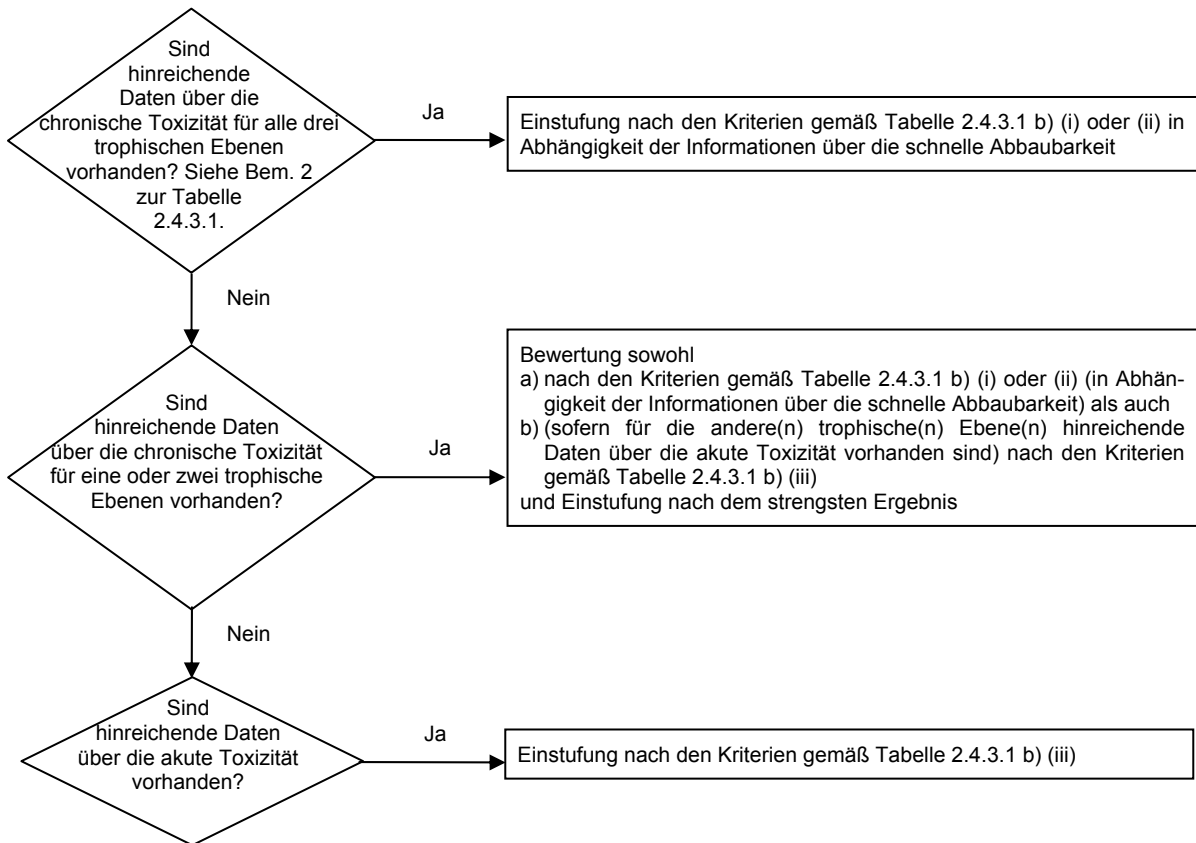 Sind
hinreichende
Daten über die
chronische Toxizität für alle drei
trophischen Ebenen
vorhanden? Siehe Bem. 2
zur Tabelle
2.4.3.1.
Ja
Einstufung nach den Kriterien gemäß Tabelle 2.4.3.1 b) (i) oder (ii) in
Abhängigkeit der Informationen über die schnelle Abbaubarkeit
Nein
Sind
hinreichende Daten
über die chronische Toxizität
für eine oder zwei trophische
Ebenen vorhanden?
Ja
Bewertung sowohl
a) nach den Kriterien gemäß Tabelle 2.4.3.1 b) (i) oder (ii) (in Abhän-
gigkeit der Informationen über die schnelle Abbaubarkeit) als auch
b) (sofern für die andere(n) trophische(n) Ebene(n) hinreichende
Daten über die akute Toxizität vorhanden sind) nach den Kriterien
gemäß Tabelle 2.4.3.1 b) (iii)
und Einstufung nach dem strengsten Ergebnis
Nein
Sind
hinreichende Daten
über die akute Toxizität
vorhanden?
Ja
Einstufung nach den Kriterien gemäß Tabelle 2.4.3.1 b) (iii)